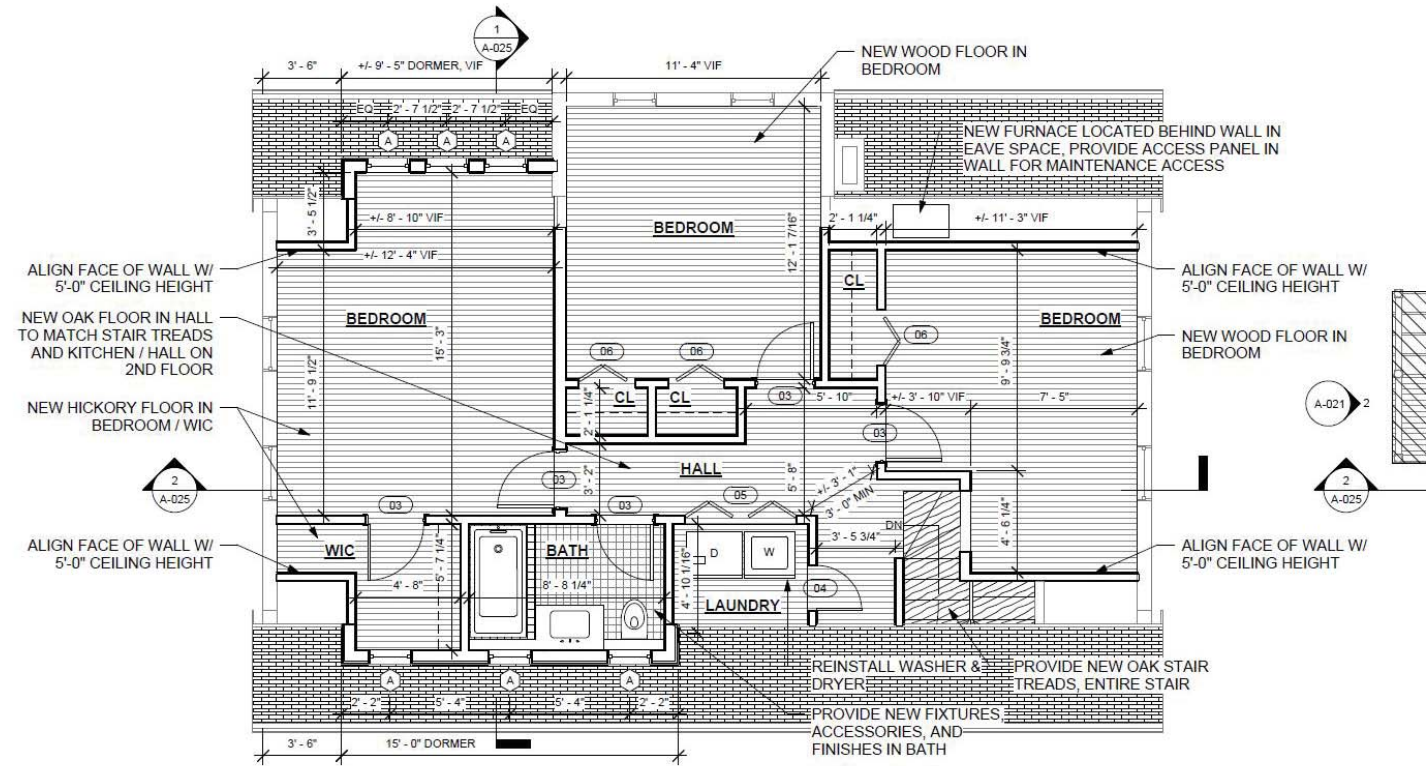 1
A-025
3' - 6"
+/- 9' - 5" DORMER, VIF
11' - 4" VIF
NEW WOOD FLOOR IN
BEDROOM
EQ
2' - 7 1/2"
2' - 7 1/2"
EQ
A
A
A
NEW FURNACE LOCATED BEHIND WALL IN
EAVE SPACE, PROVIDE ACCESS PANEL IN
WALL FOR MAINTENANCE ACCESS
3' - 5 1/2"
+/- 8' - 10" VIF
BEDROOM
2' - 1 1/4"
+/- 11' - 3" VIF
+/- 12' - 4" VIF
12' - 1 7/16"
ALIGN FACE OF WALL W/
5'-0" CEILING HEIGHT
CL
ALIGN FACE OF WALL W/
5'-0" CEILING HEIGHT
NEW OAK FLOOR IN HALL
TO MATCH STAIR TREADS
AND KITCHEN / HALL ON
2ND FLOOR
BEDROOM
15' - 3"
BEDROOM
06
06
06
NEW WOOD FLOOR IN
BEDROOM
9' - 9 3/4"
11' - 9 1/2"
NEW HICKORY FLOOR IN
BEDROOM / WIC
2' - 1 1/4"
CL
CL
03
5' - 10"
+/- 3' - 10" VIF
7' - 5"
A-021
2
03
HALL
2
A-025
03
3' - 2"
5' - 8"
+/- 3' - 1"
3' - 0" MIN
2
A-025
03
03
05
DN
4' - 6 1/4"
ALIGN FACE OF WALL W/
5'-0" CEILING HEIGHT
WIC
5' - 7 1/4"
BATH
D
W
3' - 5 3/4"
ALIGN FACE OF WALL W/
5'-0" CEILING HEIGHT
4' - 8"
8' - 8 1/4"
4' - 10 1/16"
LAUNDRY
04
REINSTALL WASHER &
DRYER
PROVIDE NEW OAK STAIR
TREADS, ENTIRE STAIR
A
A
A
2' - 2"
5' - 4"
5' - 4"
2' - 2"
PROVIDE NEW FIXTURES,
ACCESSORIES, AND
FINISHES IN BATH
3' - 6"
15' - 0" DORMER